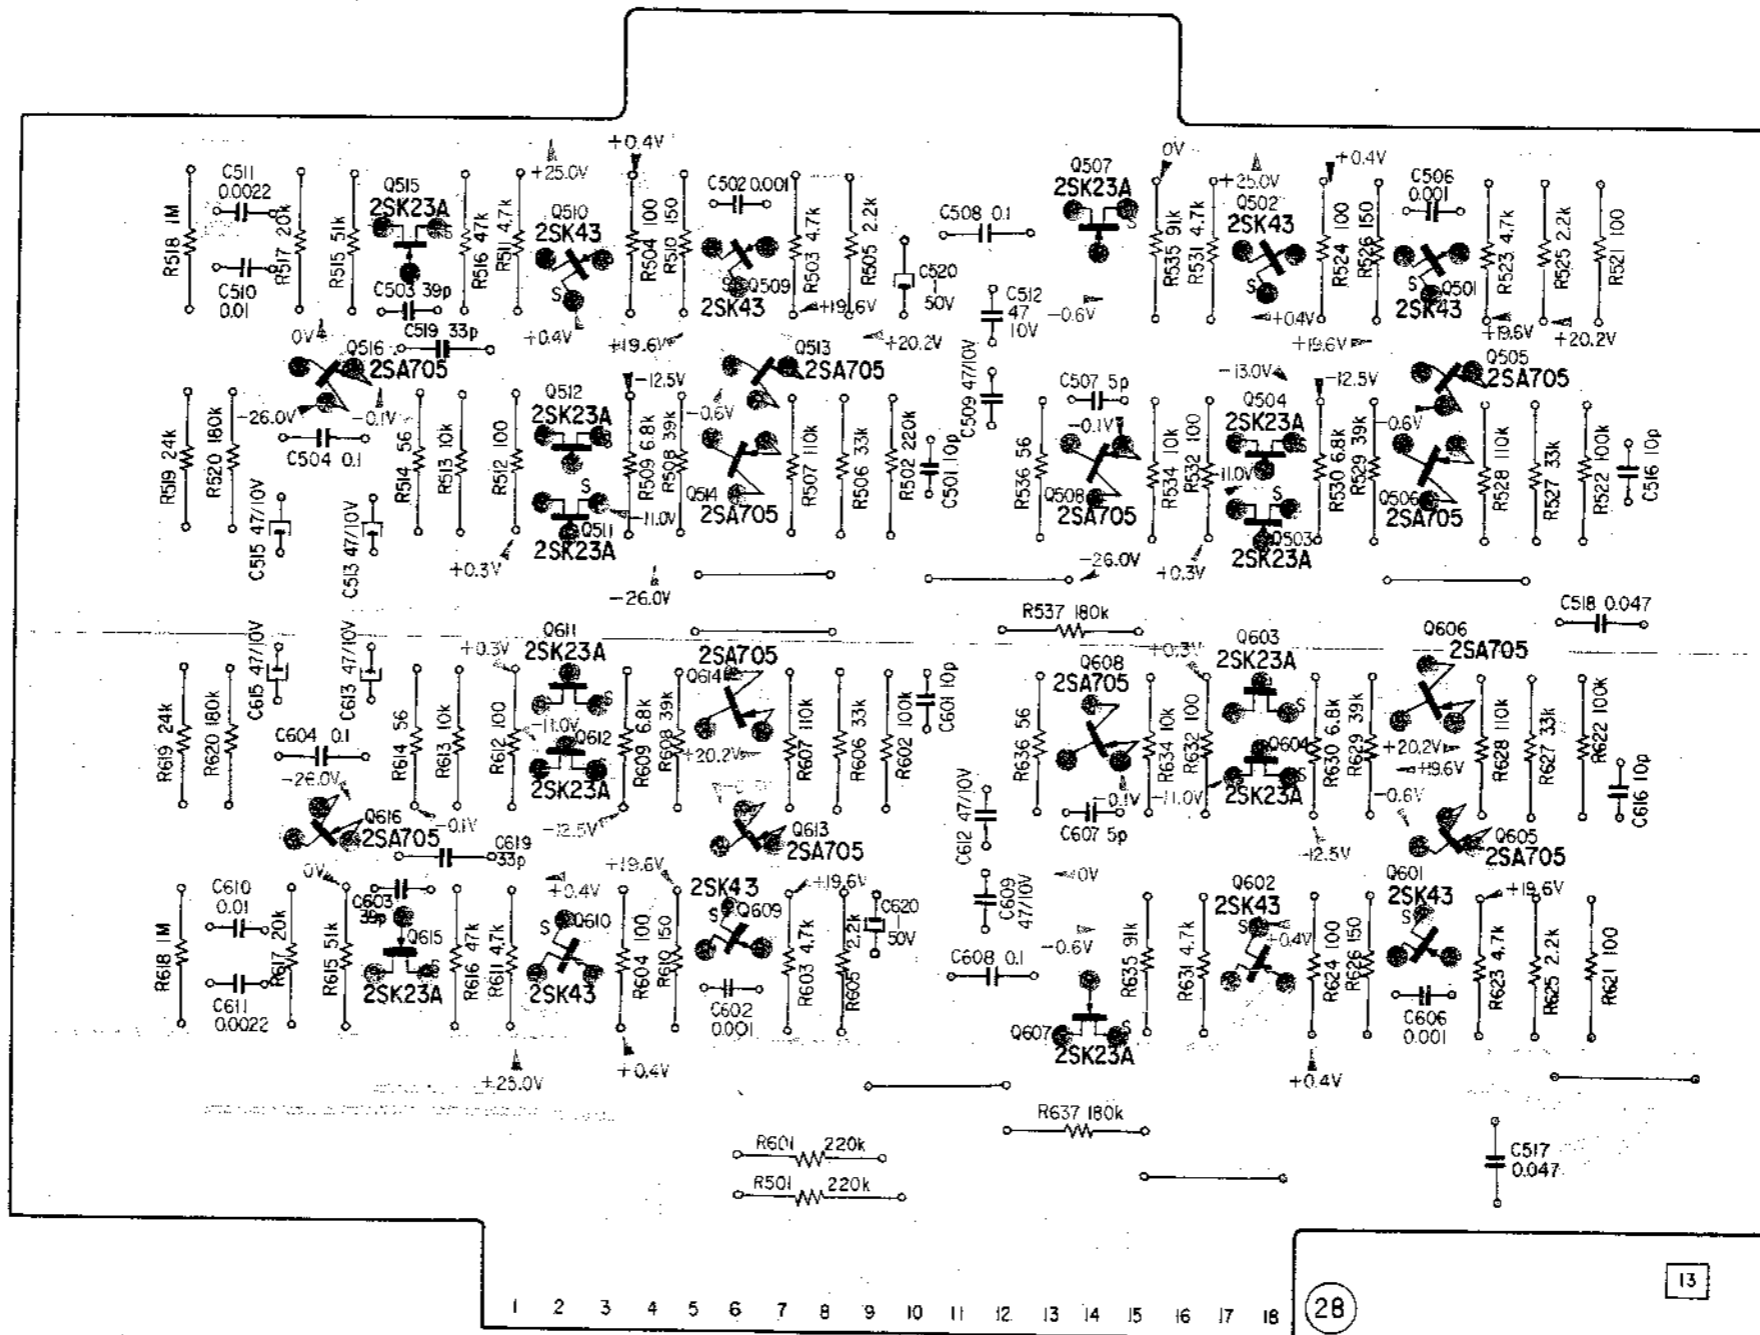 +0.4V
+25.0V
C511
0.0022
Q515
2SK23A
C502 0.001
Q507
2SK23A
0V
+25.0V
+0.4V
C506
0.001
R518 1M
R517 20k
R515 51k
R516 47k
R511 4.7k
Q510
2SK43
S
R504 100
R510 150
S
Q509
2SK43
R503 4.7k
R505 2.2k
C508 0.1
S
R535 91k
R531 4.7k
Q502
2SK43
S
R524 100
R526 150
S
Q501
2SK43
R523 4.7k
R525 2.2k
R521 100
C510
0.01
S
C503 39p
C519 33p
C520
1
50V
C512
47
10V
-0.6V
+0.4V
+19.6V
+19.6V
+20.2V
+0.4V
+19.6V
+19.6V
+20.2V
0V
Q516
2SA705
-26.0V
-0.1V
Q512
2SK23A
S
-12.5V
Q513
2SA705
-0.6V
C509 47/10V
C507 5p
-0.1V
-13.0V
Q504
2SK23A
S
-12.5V
Q505
2SA705
-0.6V
C504 0.1
R519 24k
R520 180k
R514 56
R513 10k
R512 100
R509 6.8k
R508 39k
Q514
2SA705
R507 110k
R506 33k
R502 220k
C501 10p
R536 56
Q508
2SA705
R534 10k
R532 100
-11.0V
R530 6.8k
R529 39k
Q506
2SA705
R528 110k
R527 33k
R522 100k
C516 10p
C515 47/10V
C513 47/10V
S
Q511
2SK23A
-11.0V
+0.3V
-26.0V
-26.0V
+0.3V
S
Q503
2SK23A
R537 180k
C518 0.047
C615 47/10V
C613 47/10V
+0.3V
Q611
2SK23A
S
2SA705
Q614
Q608
2SA705
+0.3V
Q603
2SK23A
S
Q606
2SA705
R619 24k
R620 180k
C604 0.1
R614 56
R613 10k
R612 100
-11.0V
Q612
2SK23A
R609 6.8k
R608 39k
+20.2V
R607 110k
R606 33k
R602 100k
C601 10p
R636 56
R634 10k
R632 100
Q604
S
2SK23A
R630 6.8k
R629 39k
+20.2V
+19.6V
R628 110k
R627 33k
R622 100k
C616 10p
-26.0V
Q616
2SA705
-0.1V
-12.5V
Q613
2SA705
C612 47/10V
C607 5p
-0.1V
-11.0V
-12.5V
-0.6V
Q605
2SA705
C619
33p
0V
C603
39p
+0.4V
+19.6V
2SK43
S
Q609
+19.6V
C620
1
50V
C609
47/10V
0V
Q602
2SK43
S
+0.4V
Q601
2SK43
S
+19.6V
C610
0.01
R618 1M
C611
0.0022
R617 20k
R615 51k
Q615
2SK23A
R616 47k
R611 4.7k
S
Q610
2SK43
R604 100
R610 150
C602
0.001
R603 4.7k
R605 2.2k
C608 0.1
-0.6V
Q607
S
2SK23A
R635 91k
R631 4.7k
R624 100
R626 150
C606
0.001
R623 4.7k
R625 2.2k
R621 100
+25.0V
+0.4V
+0.4V
R637 180k
R601 220k
R501 220k
C517
0.047
1 2 3 4 5 6 7 8 9 10 11 12 13 14 15 16 17 18
28
13